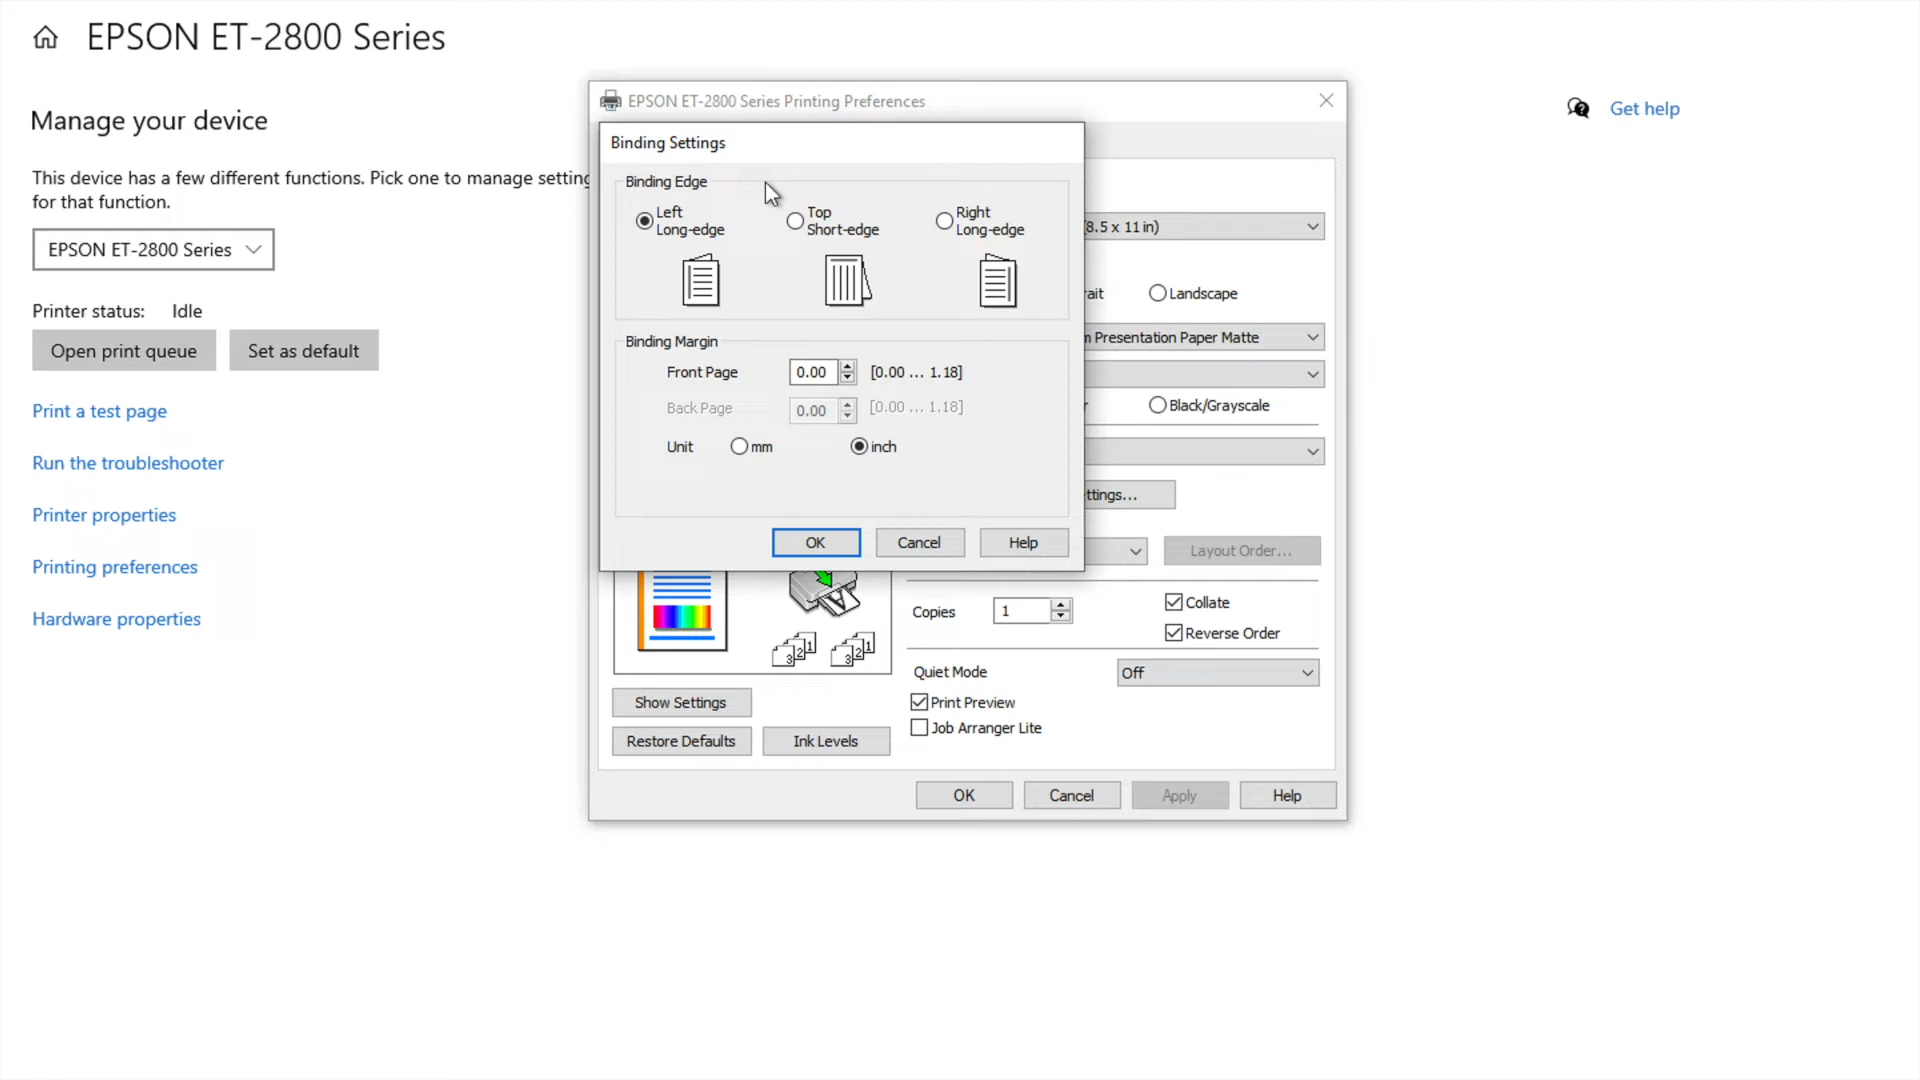 EPSON ET-2800 Series
Manage your device
This device has a few different functions. Pick one to manage setting
for that function.
EPSON ET-2800 Series
Printer status: Idle
Open print queue
Set as default
Print a test page
Run the troubleshooter
Printer properties
Printing preferences
Hardware properties
Get help
EPSON ET-2800 Series Printing Preferences
Binding Settings
Binding Edge
Left
Long-edge
Top
Short-edge
Right
Long-edge
Binding Margin
Front Page 0.00 [0.00 ... 1.18]
Back Page 0.00 [0.00 ... 1.18]
Unit mm inch
OK
Cancel
Help
8.5 x 11 in)
ait
Landscape
Presentation Paper Matte
r
Black/Grayscale
ttings...
Layout Order...
Copies 1
Collate
Reverse Order
Quiet Mode Off
Print Preview
Job Arranger Lite
3 2 1
3 2 1
Show Settings
Restore Defaults
Ink Levels
OK
Cancel
Apply
Help